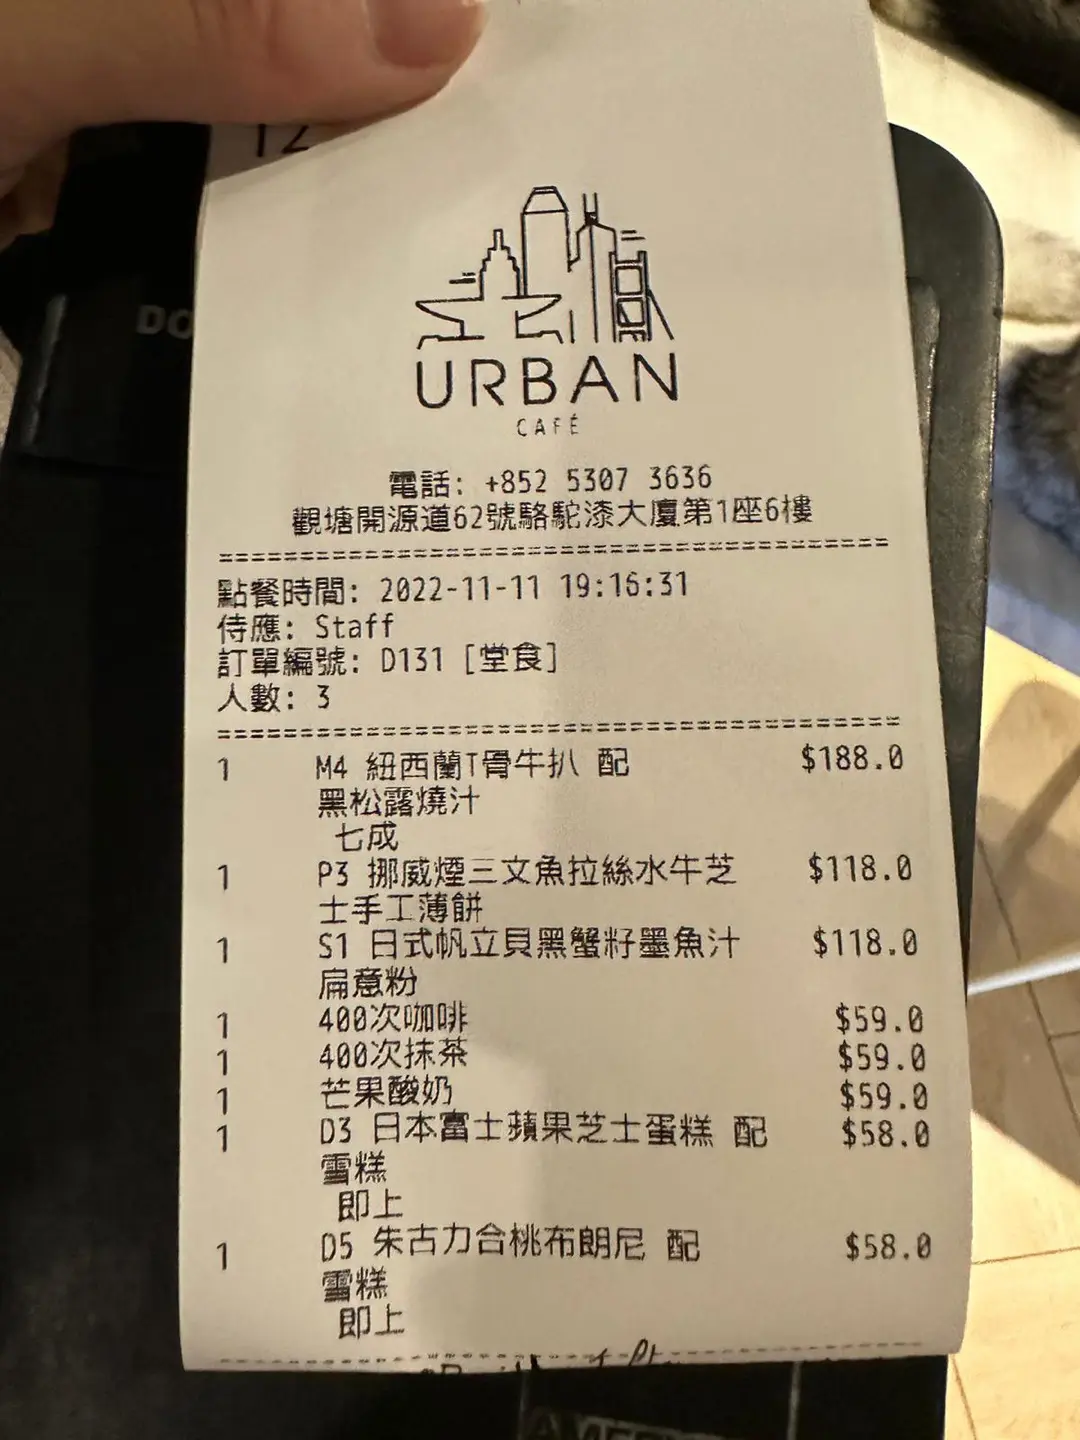 12
DO
URBAN
CAFÉ
電話: +852 5307 3636
觀塘開源道62號駱駝漆大廈第1座6樓
點餐時間: 2022-11-11 19:16:31
侍應: Staff
訂單編號: D131 [堂食]
人數: 3
1 M4 紐西蘭T骨牛扒 配 $188.0
黑松露燒汁
七成
1 P3 挪威煙三文魚拉絲水牛芝 $118.0
士手工薄餅
1 S1 日式帆立貝黑蟹籽墨魚汁 $118.0
扁意粉
1 400次咖啡 $59.0
1 400次抹茶 $59.0
1 芒果酸奶 $59.0
1 D3 日本富士蘋果芝士蛋糕 配 $58.0
雪糕
即上
1 D5 朱古力合桃布朗尼 配 $58.0
雪糕
即上